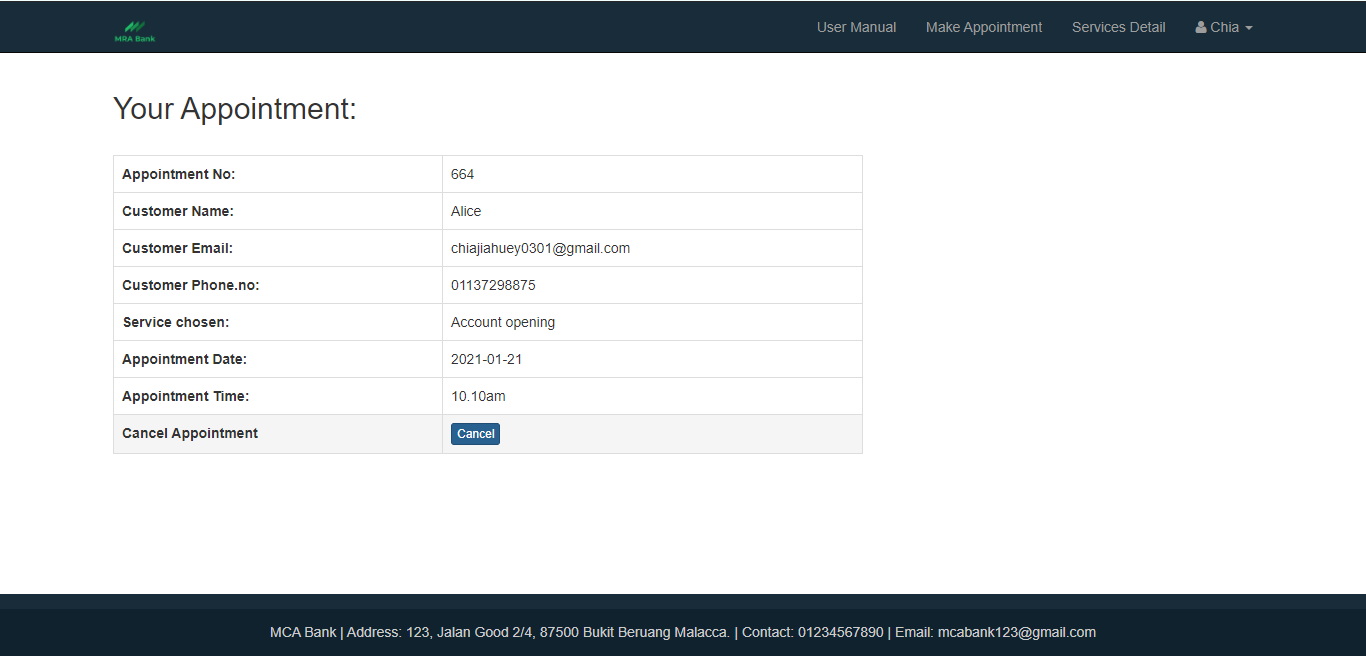 MRA Bank
User Manual Make Appointment Services Detail Chia
Your Appointment:
Appointment No: 664
Customer Name: Alice
Customer Email: chiajiahuey0301@gmail.com
Customer Phone.no: 01137298875
Service chosen: Account opening
Appointment Date: 2021-01-21
Appointment Time: 10.10am
Cancel Appointment Cancel
MCA Bank | Address: 123, Jalan Good 2/4, 87500 Bukit Beruang Malacca. | Contact: 01234567890 | Email: mcabank123@gmail.com